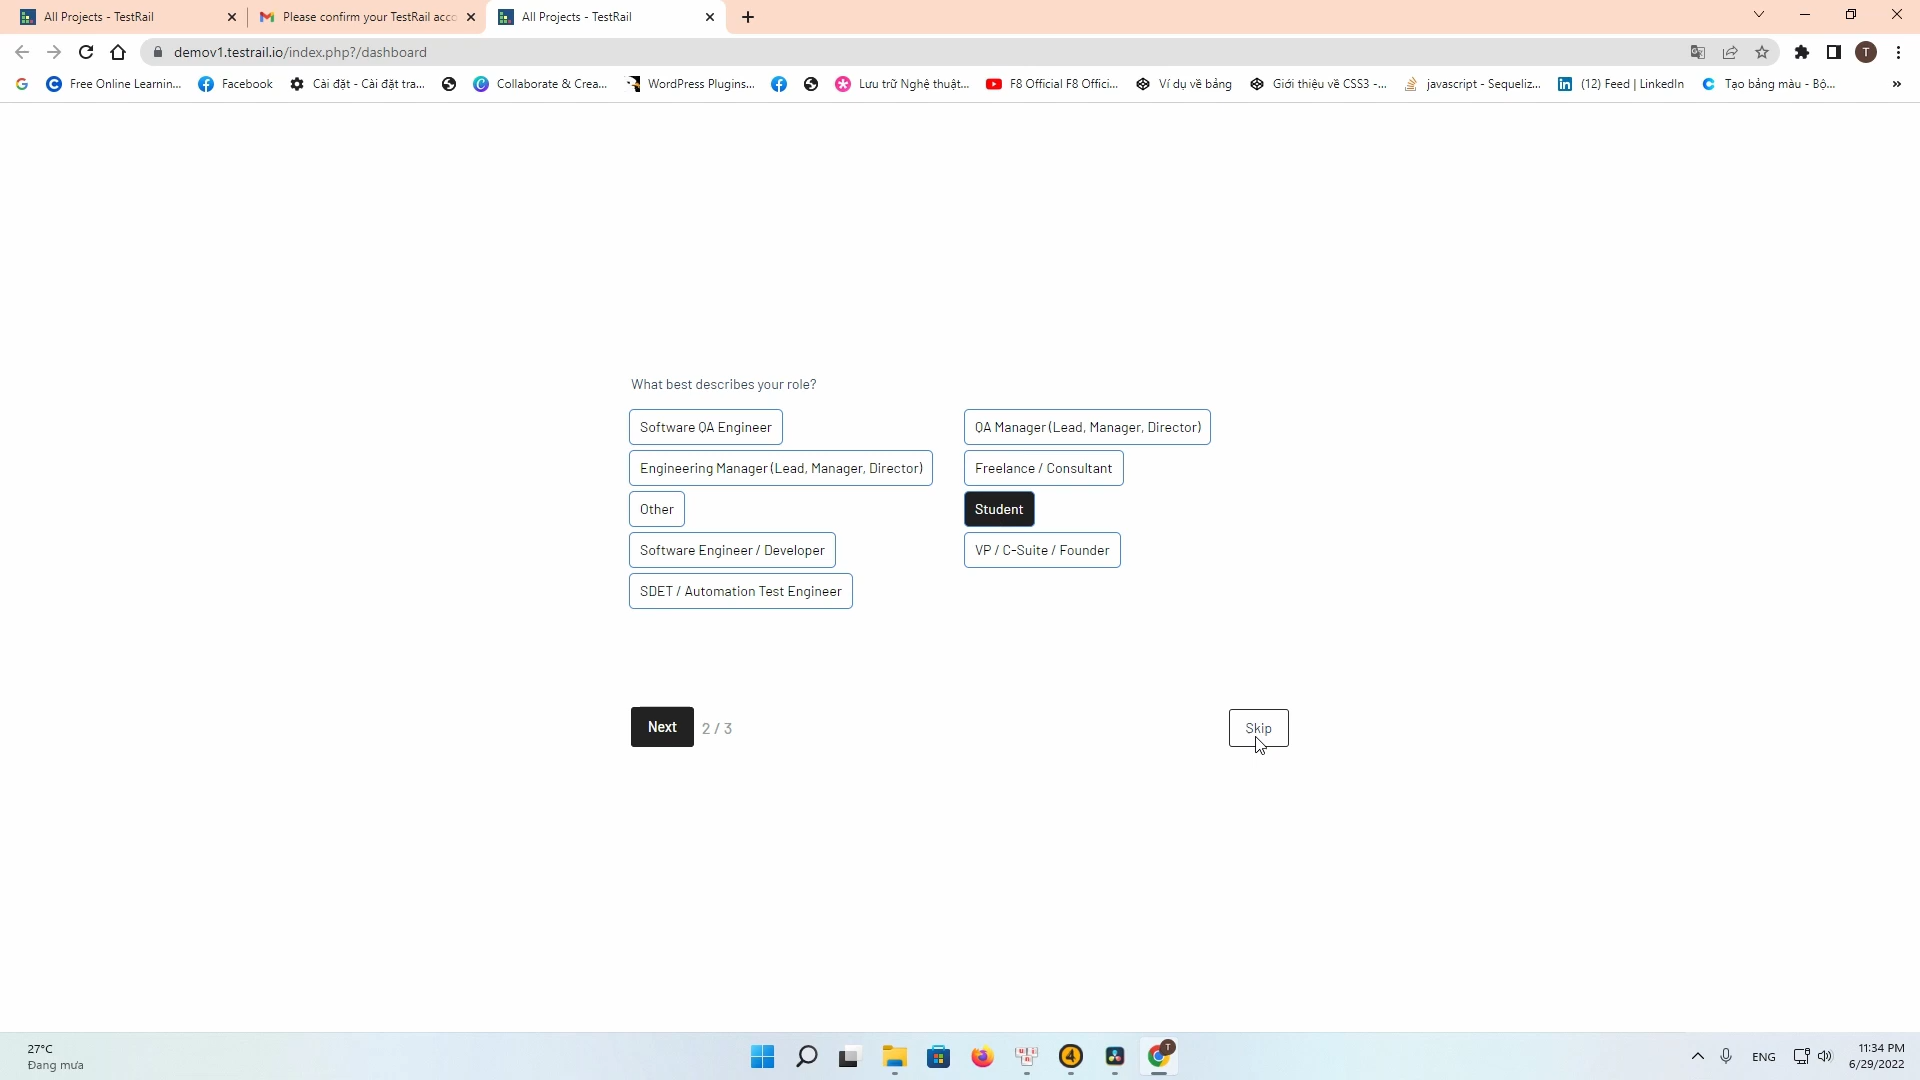 All Projects - TestRail
Please confirm your TestRail acco
All Projects - TestRail
demov1.testrail.io/index.php?/dashboard
T
Free Online Learnin...
Facebook
Cài đặt - Cài đặt tra...
Collaborate & Crea...
WordPress Plugins...
Lưu trữ Nghệ thuật...
F8 Official F8 Offici...
Ví dụ về bảng
Giới thiệu về CSS3 -...
javascript - Sequeliz...
(12) Feed | LinkedIn
Tạo bảng màu - Bộ...
»
What best describes your role?
Software QA Engineer
QA Manager (Lead, Manager, Director)
Engineering Manager (Lead, Manager, Director)
Freelance / Consultant
Other
Student
Software Engineer / Developer
VP / C-Suite / Founder
SDET / Automation Test Engineer
Next
2 / 3
Skip
27°C
Đang mưa
T
ENG
11:34 PM
6/29/2022